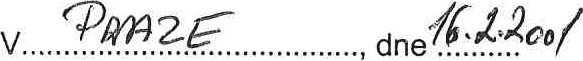 V PRAZE, dne 16.2.2001